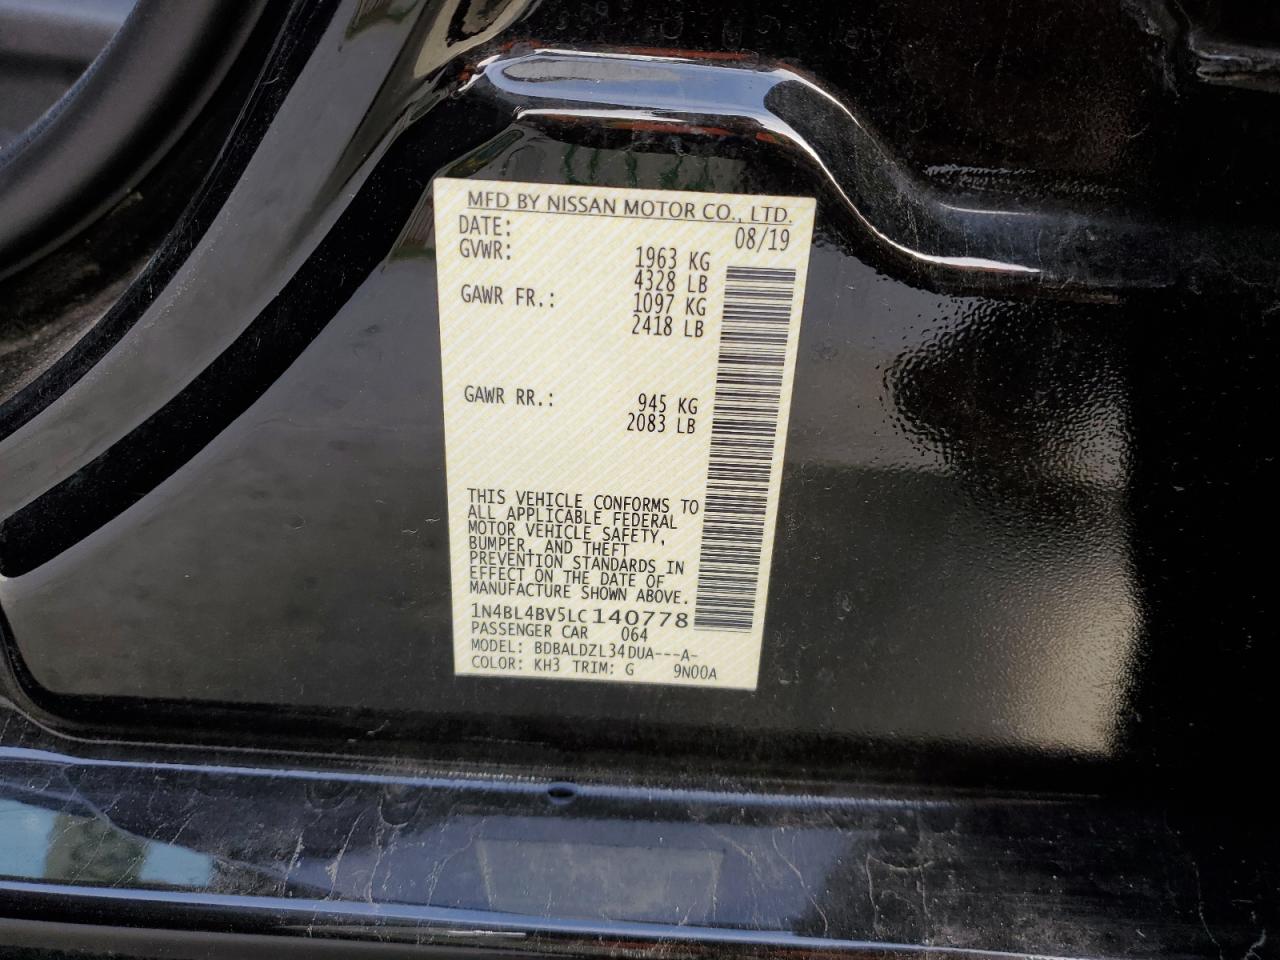 MFD BY NISSAN MOTOR CO., LTD.
DATE: 08/19
GVWR: 1963 KG
4328 LB
GAWR FR.: 1097 KG
2418 LB
GAWR RR.: 945 KG
2083 LB
THIS VEHICLE CONFORMS TO
ALL APPLICABLE FEDERAL
MOTOR VEHICLE SAFETY,
BUMPER, AND THEFT
PREVENTION STANDARDS IN
EFFECT ON THE DATE OF
MANUFACTURE SHOWN ABOVE.
1N4BL4BV5LC140778
PASSENGER CAR 064
MODEL: BDBALDZL34DUA---A-
COLOR: KH3 TRIM: G 9N00A